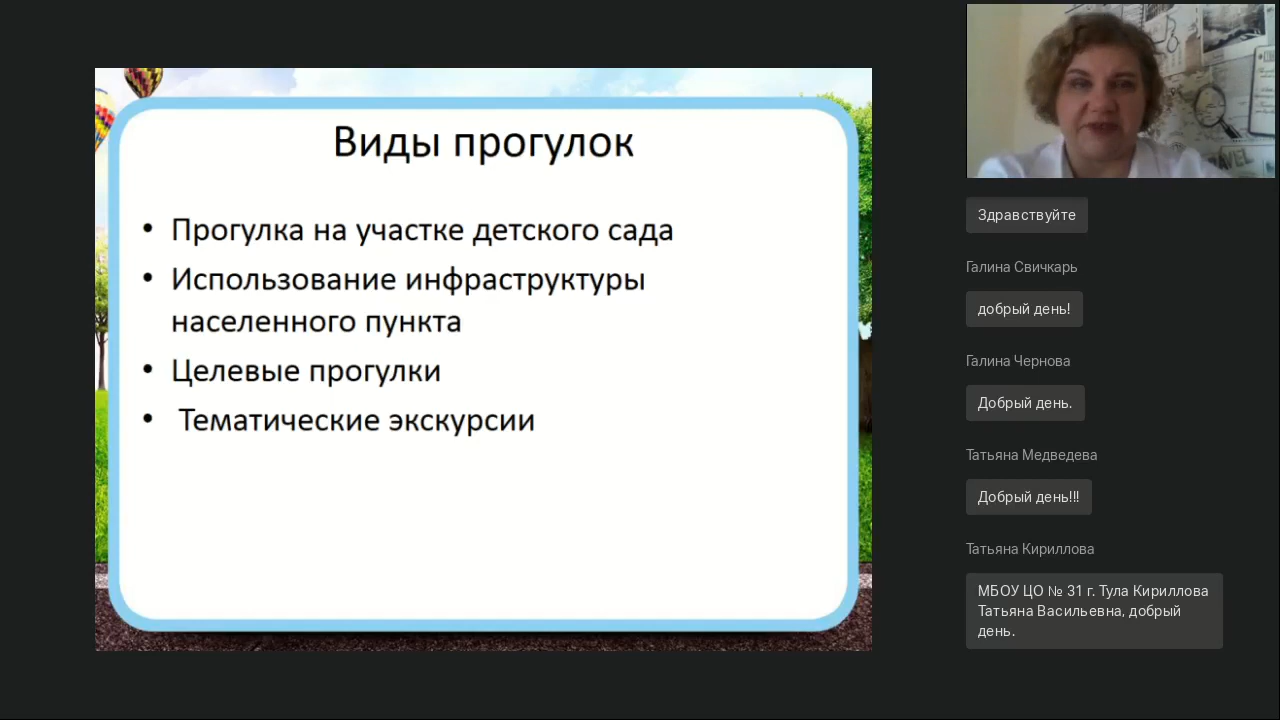 Виды прогулок
• Прогулка на участке детского сада
• Использование инфраструктуры
населенного пункта
• Целевые прогулки
• Тематические экскурсии
Здравствуйте
Галина Свичкарь
добрый день!
Галина Чернова
Добрый день.
Татьяна Медведева
Добрый день!!!
Татьяна Кириллова
МБОУ ЦО № 31 г. Тула Кириллова
Татьяна Васильевна, добрый
день.